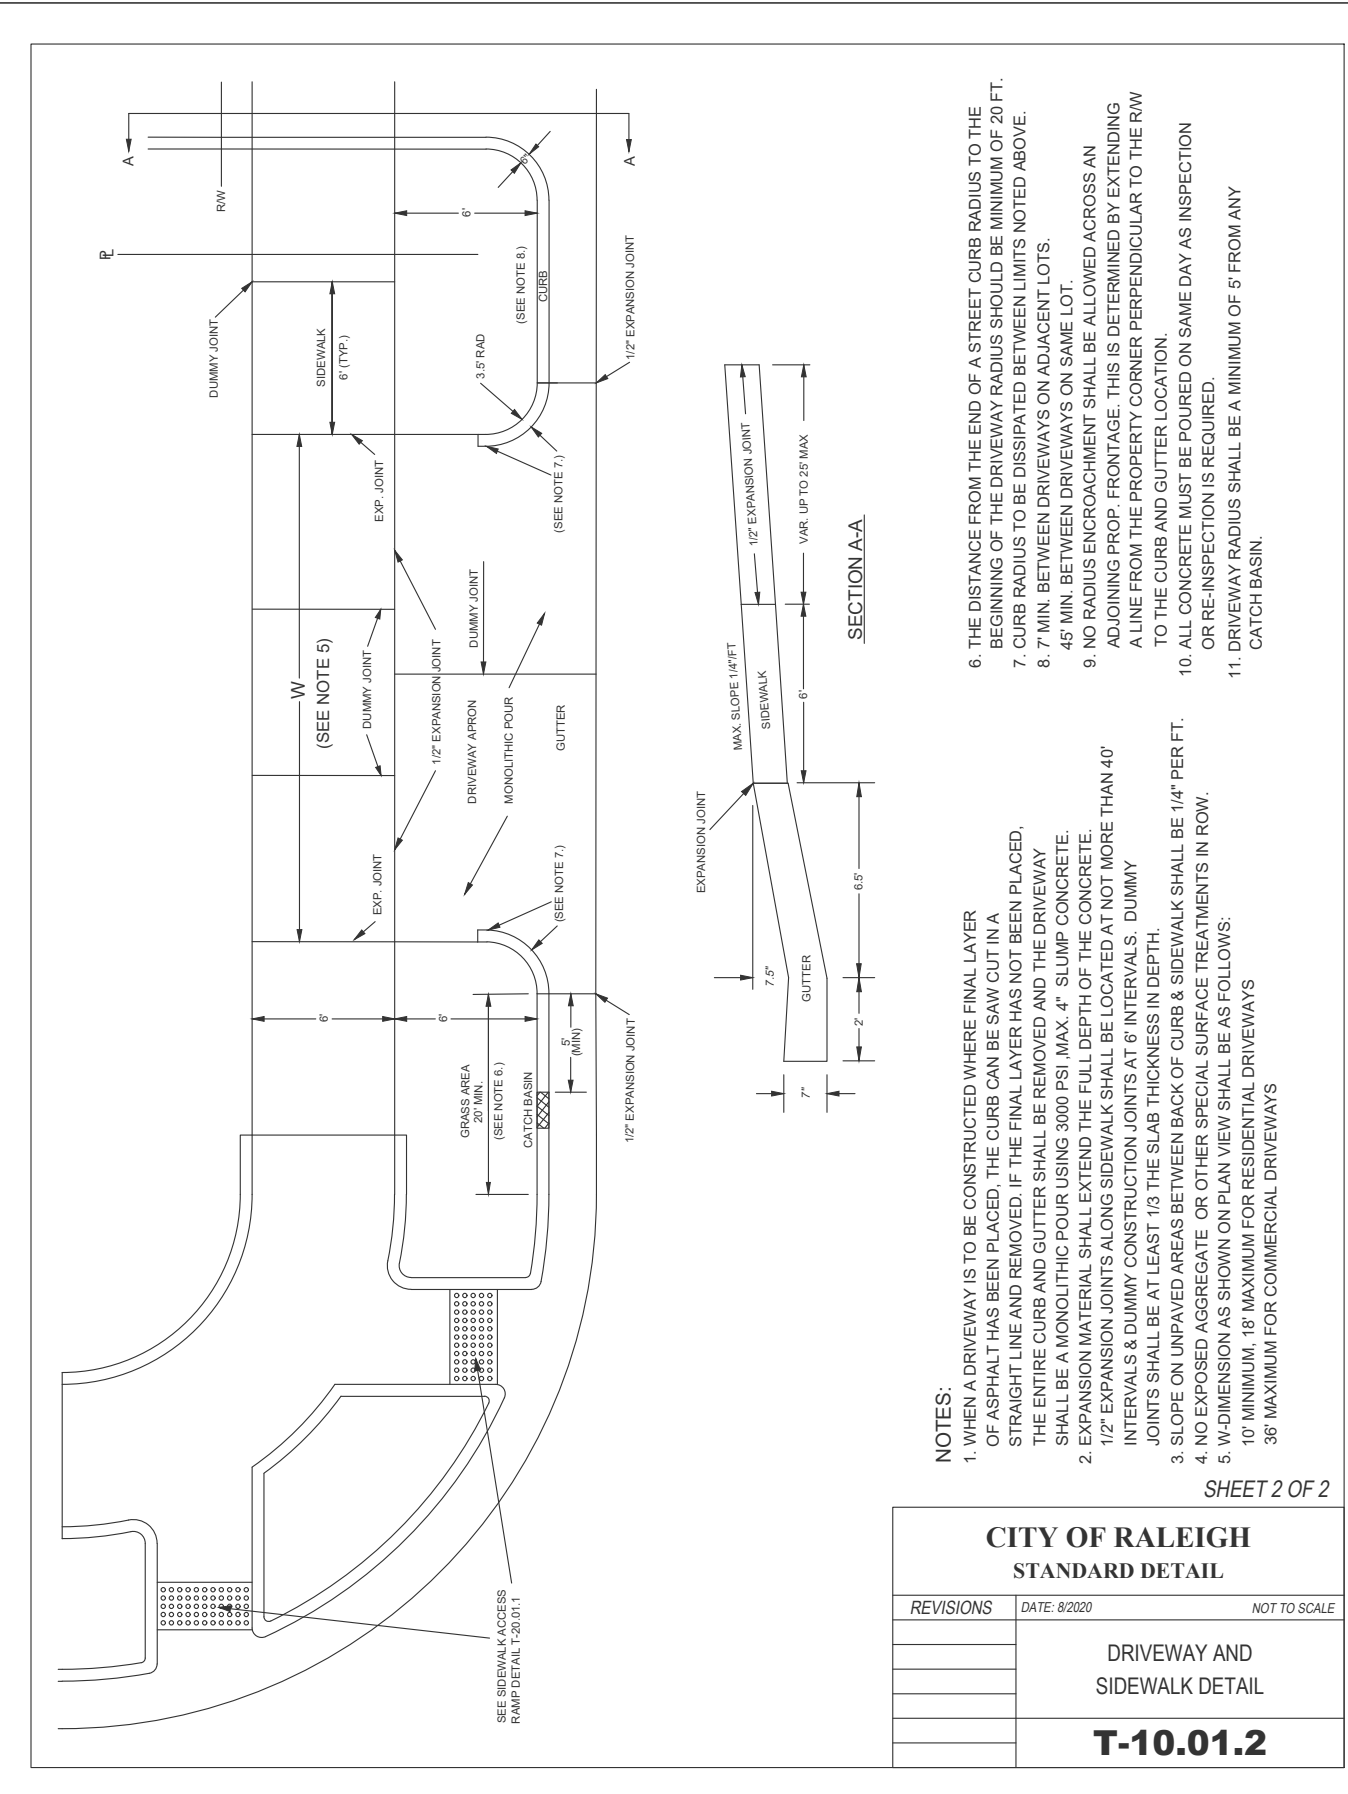 A
A
R/W
PL
DUMMY JOINT
SIDEWALK
6' (TYP.)
6"
6'
(SEE NOTE 8.)
CURB
1/2" EXPANSION JOINT
3.5' RAD
(SEE NOTE 7.)
EXP. JOINT
W
(SEE NOTE 5)
DUMMY JOINT
1/2" EXPANSION JOINT
DUMMY JOINT
DRIVEWAY APRON
MONOLITHIC POUR
GUTTER
EXP. JOINT
(SEE NOTE 7.)
6'
6'
GRASS AREA
20' MIN.
(SEE NOTE 6.)
CATCH BASIN
5'
(MIN)
1/2" EXPANSION JOINT
SEE SIDEWALK ACCESS
RAMP DETAIL T-20.01.1
EXPANSION JOINT
MAX. SLOPE 1/4"/FT
SIDEWALK
1/2" EXPANSION JOINT
VAR. UP TO 25' MAX
6'
6.5'
7.5"
GUTTER
2'
7"
SECTION A-A
NOTES:
1. WHEN A DRIVEWAY IS TO BE CONSTRUCTED WHERE FINAL LAYER
OF ASPHALT HAS BEEN PLACED, THE CURB CAN BE SAW CUT IN A
STRAIGHT LINE AND REMOVED. IF THE FINAL LAYER HAS NOT BEEN PLACED,
THE ENTIRE CURB AND GUTTER SHALL BE REMOVED AND THE DRIVEWAY
SHALL BE A MONOLITHIC POUR USING 3000 PSI ,MAX. 4" SLUMP CONCRETE.
2. EXPANSION MATERIAL SHALL EXTEND THE FULL DEPTH OF THE CONCRETE.
1/2" EXPANSION JOINTS ALONG SIDEWALK SHALL BE LOCATED AT NOT MORE THAN 40'
INTERVALS & DUMMY CONSTRUCTION JOINTS AT 6' INTERVALS. DUMMY
JOINTS SHALL BE AT LEAST 1/3 THE SLAB THICKNESS IN DEPTH.
3. SLOPE ON UNPAVED AREAS BETWEEN BACK OF CURB & SIDEWALK SHALL BE 1/4" PER FT.
4. NO EXPOSED AGGREGATE OR OTHER SPECIAL SURFACE TREATMENTS IN ROW.
5. W-DIMENSION AS SHOWN ON PLAN VIEW SHALL BE AS FOLLOWS:
10' MINIMUM, 18' MAXIMUM FOR RESIDENTIAL DRIVEWAYS
36' MAXIMUM FOR COMMERCIAL DRIVEWAYS
6. THE DISTANCE FROM THE END OF A STREET CURB RADIUS TO THE
BEGINNING OF THE DRIVEWAY RADIUS SHOULD BE MINIMUM OF 20 FT.
7. CURB RADIUS TO BE DISSIPATED BETWEEN LIMITS NOTED ABOVE.
8. 7' MIN. BETWEEN DRIVEWAYS ON ADJACENT LOTS.
45' MIN. BETWEEN DRIVEWAYS ON SAME LOT.
9. NO RADIUS ENCROACHMENT SHALL BE ALLOWED ACROSS AN
ADJOINING PROP. FRONTAGE. THIS IS DETERMINED BY EXTENDING
A LINE FROM THE PROPERTY CORNER PERPENDICULAR TO THE R/W
TO THE CURB AND GUTTER LOCATION.
10. ALL CONCRETE MUST BE POURED ON SAME DAY AS INSPECTION
OR RE-INSPECTION IS REQUIRED.
11. DRIVEWAY RADIUS SHALL BE A MINIMUM OF 5' FROM ANY
CATCH BASIN.
SHEET 2 OF 2
CITY OF RALEIGH
STANDARD DETAIL
REVISIONS
DATE: 8/2020
NOT TO SCALE
DRIVEWAY AND
SIDEWALK DETAIL
T-10.01.2